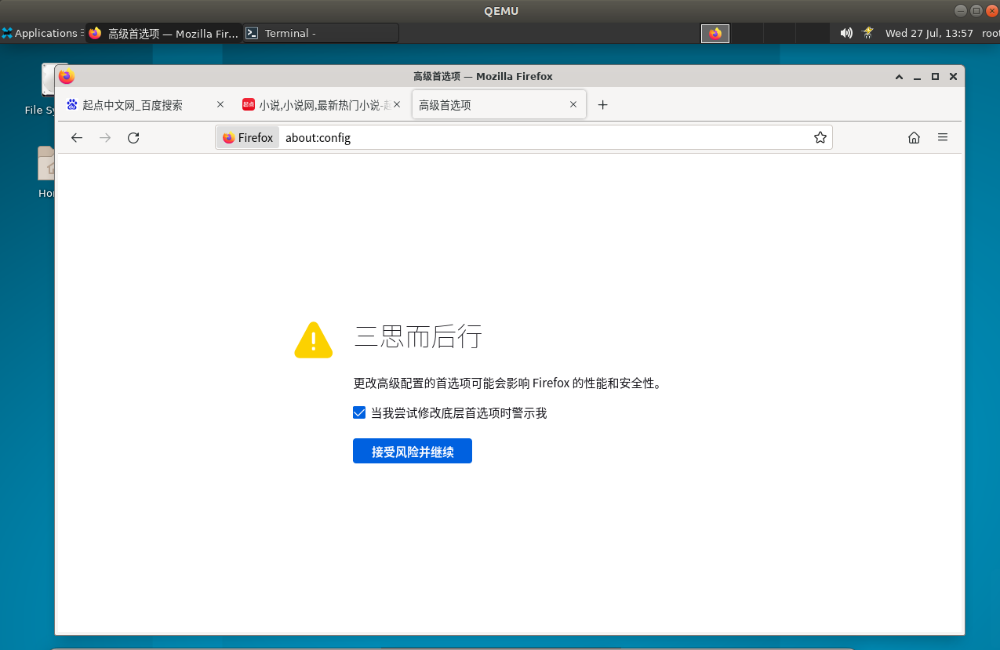 QEMU
Applications
高级首选项 — Mozilla Fir...
Terminal -
Wed 27 Jul, 13:57
root
高级首选项 — Mozilla Firefox
File Sy
起点中文网_百度搜索
起点
小说,小说网,最新热门小说-起
高级首选项
Firefox
about:config
Hor
三思而后行
更改高级配置的首选项可能会影响 Firefox 的性能和安全性。
当我尝试修改底层首选项时警示我
接受风险并继续